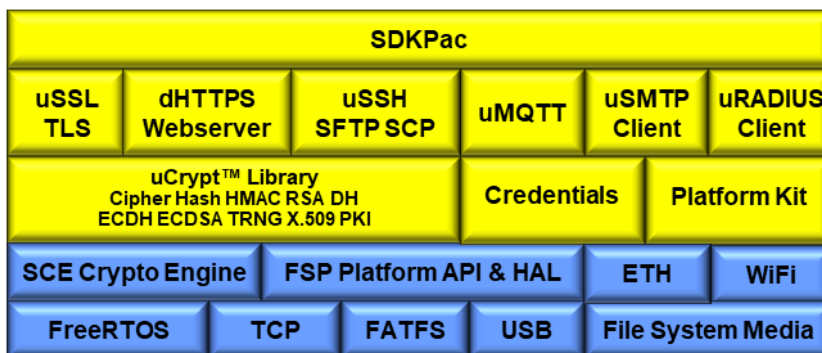 SDKPac
uSSL
TLS
dHTTPS
Webserver
uSSH
SFTP SCP
uMQTT
uSMTP
Client
uRADIUS
Client
uCrypt™ Library
Cipher Hash HMAC RSA DH
ECDH ECDSA TRNG X.509 PKI
Credentials
Platform Kit
SCE Crypto Engine
FSP Platform API & HAL
ETH
WiFi
FreeRTOS
TCP
FATFS
USB
File System Media